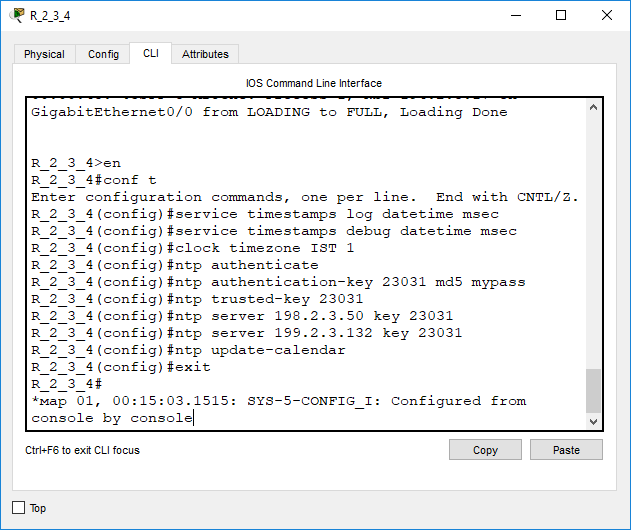 R_2_3_4
Physical Config CLI Attributes
IOS Command Line Interface
GigabitEthernet0/0 from LOADING to FULL, Loading Done
R_2_3_4>en
R_2_3_4#conf t
Enter configuration commands, one per line.  End with CNTL/Z.
R_2_3_4(config)#service timestamps log datetime msec
R_2_3_4(config)#service timestamps debug datetime msec
R_2_3_4(config)#clock timezone IST 1
R_2_3_4(config)#ntp authenticate
R_2_3_4(config)#ntp authentication-key 23031 md5 mypass
R_2_3_4(config)#ntp trusted-key 23031
R_2_3_4(config)#ntp server 198.2.3.50 key 23031
R_2_3_4(config)#ntp server 199.2.3.132 key 23031
R_2_3_4(config)#ntp update-calendar
R_2_3_4(config)#exit
R_2_3_4#
*мар 01, 00:15:03.1515: SYS-5-CONFIG_I: Configured from
console by console
Ctrl+F6 to exit CLI focus
Copy Paste
Top